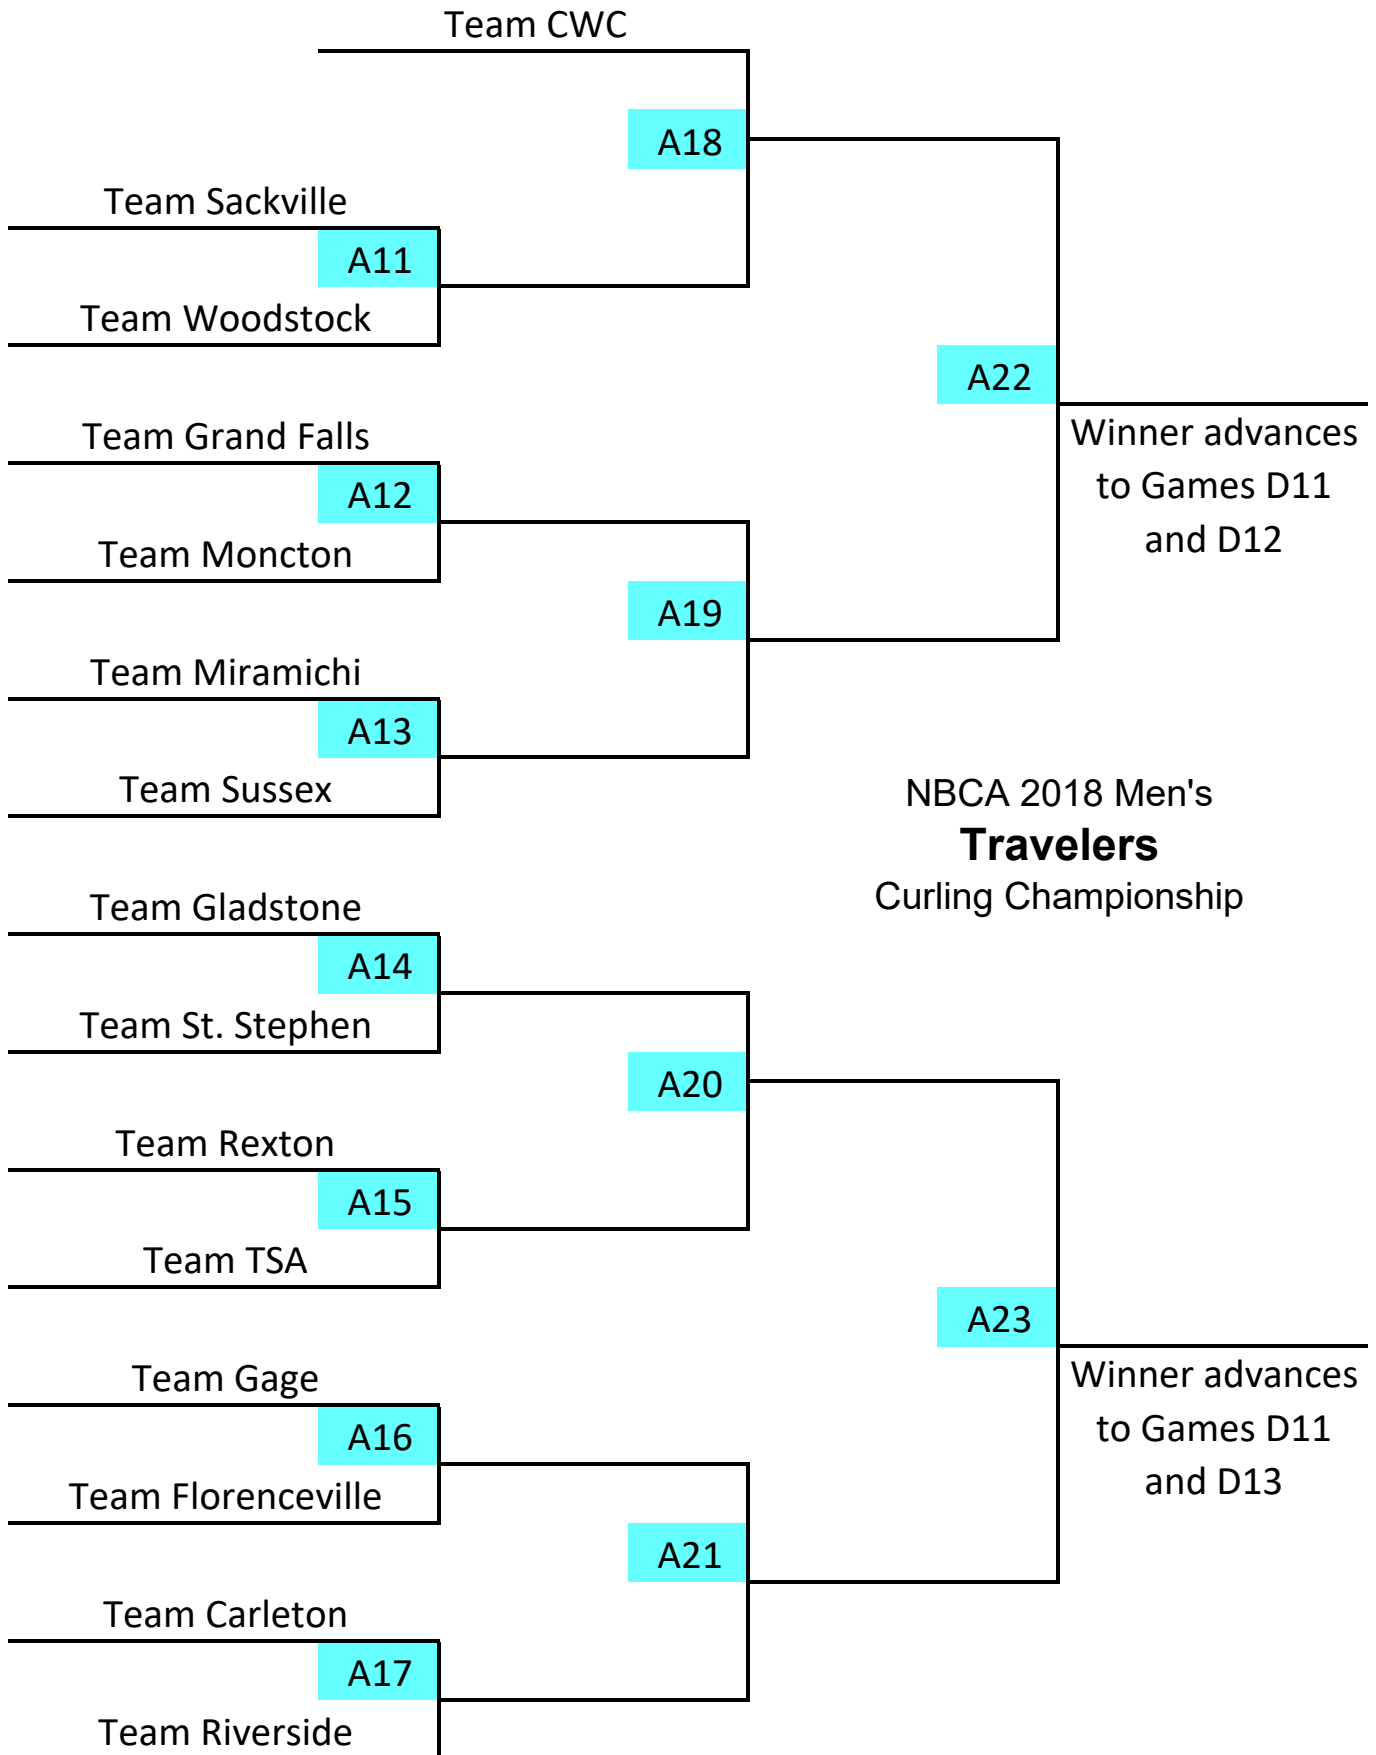 Team CWC
A18
Team Sackville
A11
Team Woodstock
A22
Winner advances
to Games D11
and D12
Team Grand Falls
A12
Team Moncton
A19
Team Miramichi
A13
Team Sussex
NBCA 2018 Men's
Travelers
Curling Championship
Team Gladstone
A14
Team St. Stephen
A20
Team Rexton
A15
Team TSA
A23
Winner advances
to Games D11
and D13
Team Gage
A16
Team Florenceville
A21
Team Carleton
A17
Team Riverside